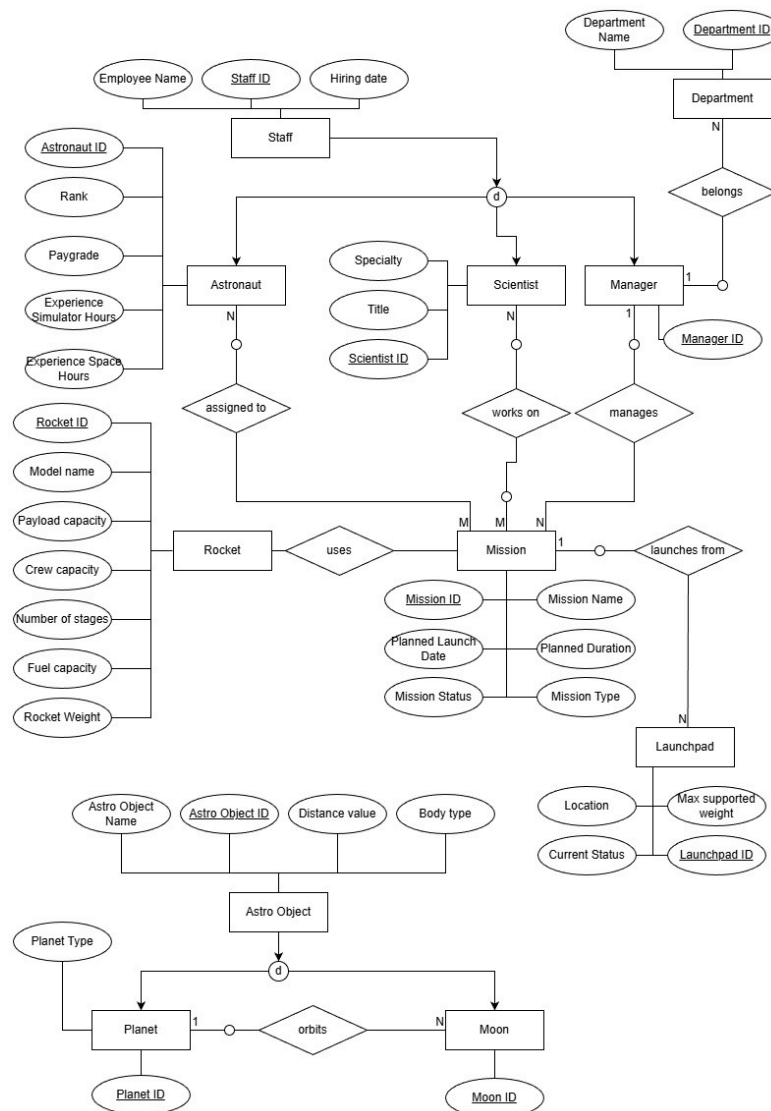 Department
Name
Department ID
Employee Name
Staff ID
Hiring date
Department
Staff
N
Astronaut ID
Rank
d
belongs
Paygrade
Specialty
Astronaut
Scientist
Manager
1
Experience
Simulator Hours
Title
N
N
1
Manager ID
Experience Space
Hours
Scientist ID
assigned to
works on
manages
Rocket ID
Model name
Payload capacity
M
M
N
Rocket
uses
Mission
1
launches from
Crew capacity
Mission ID
Mission Name
Number of stages
Planned Launch
Date
Planned Duration
Fuel capacity
Mission Status
Mission Type
Rocket Weight
N
Launchpad
Astro Object
Name
Astro Object ID
Distance value
Body type
Location
Max supported
weight
Current Status
Launchpad ID
Astro Object
Planet Type
d
Planet
1
orbits
N
Moon
Planet ID
Moon ID